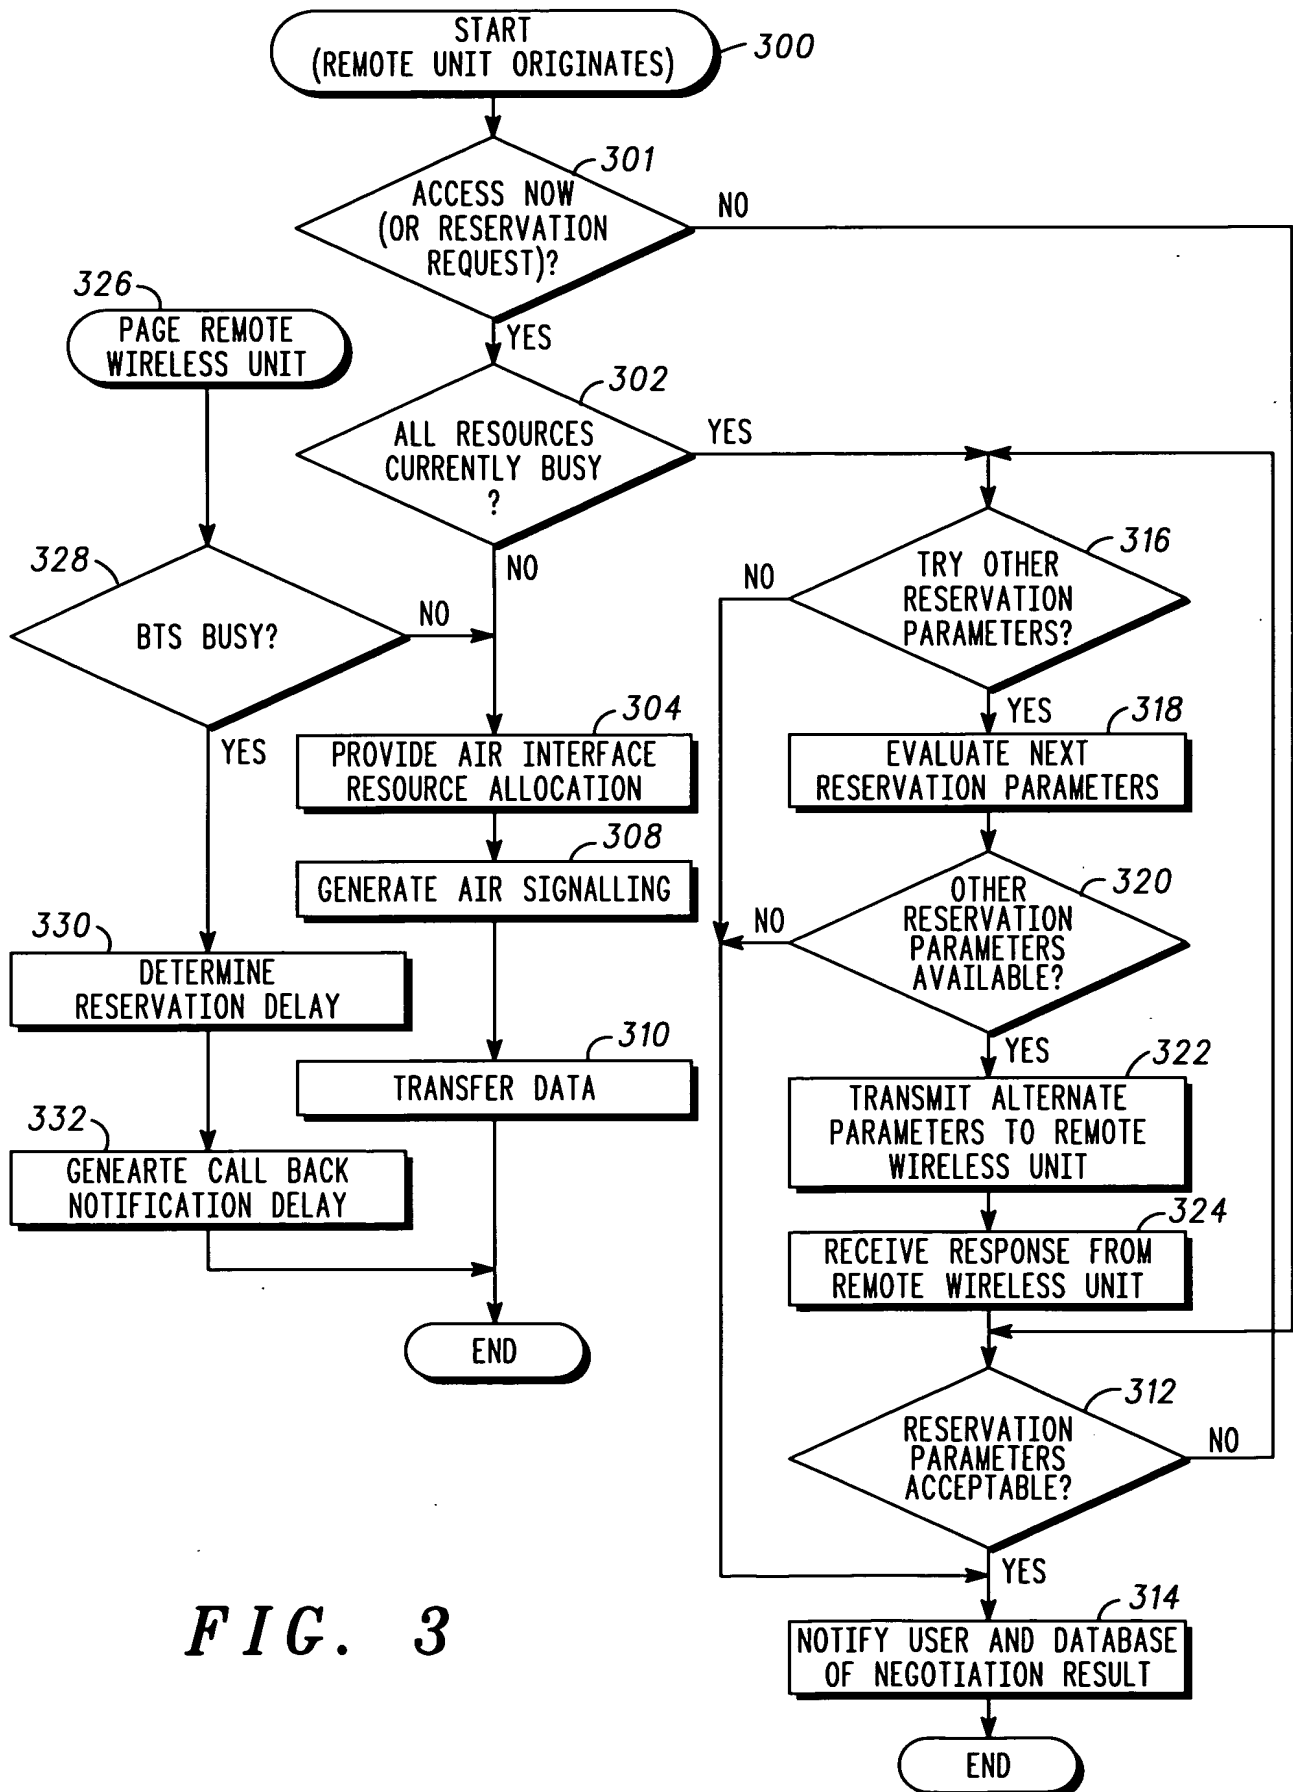 START
(REMOTE UNIT ORIGINATES)
300
301
ACCESS NOW
(OR RESERVATION
REQUEST)?
NO
YES
326
PAGE REMOTE
WIRELESS UNIT
302
ALL RESOURCES
CURRENTLY BUSY
?
YES
NO
328
BTS BUSY?
NO
YES
316
TRY OTHER
RESERVATION
PARAMETERS?
NO
YES
304
PROVIDE AIR INTERFACE
RESOURCE ALLOCATION
318
EVALUATE NEXT
RESERVATION PARAMETERS
308
GENERATE AIR SIGNALLING
320
OTHER
RESERVATION
PARAMETERS
AVAILABLE?
NO
YES
330
DETERMINE
RESERVATION DELAY
310
TRANSFER DATA
322
TRANSMIT ALTERNATE
PARAMETERS TO REMOTE
WIRELESS UNIT
332
GENEARTE CALL BACK
NOTIFICATION DELAY
324
RECEIVE RESPONSE FROM
REMOTE WIRELESS UNIT
END
312
RESERVATION
PARAMETERS
ACCEPTABLE?
NO
YES
314
NOTIFY USER AND DATABASE
OF NEGOTIATION RESULT
END
FIG. 3